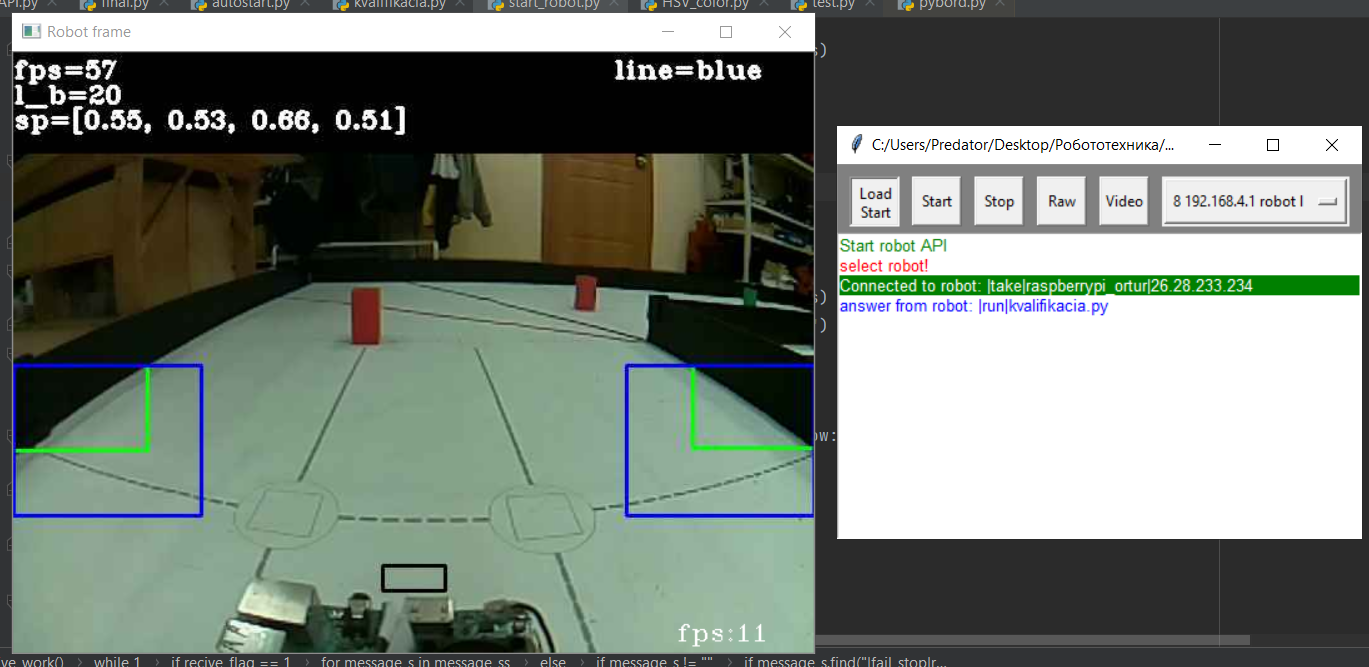 API.py final.py autostart.py kvalifikacia.py start_robot.py HSV_color.py test.py pybord.py
Robot frame
fps=57
line=blue
l_b=20
sp=[0.55, 0.53, 0.66, 0.51]
fps:11
C:/Users/Predator/Desktop/Робототехника/...
Load Start
Start
Stop
Raw
Video
8 192.168.4.1 robot I
Start robot API
select robot!
Connected to robot: |take|raspberrypi_ortur|26.28.233.234
answer from robot: |run|kvalifikacia.py
ow:
ve_work() › while 1 › if recive_flag == 1 › for message_s in message_ss › else › if message_s != "" › if message_s.find("|fail_stop|r...